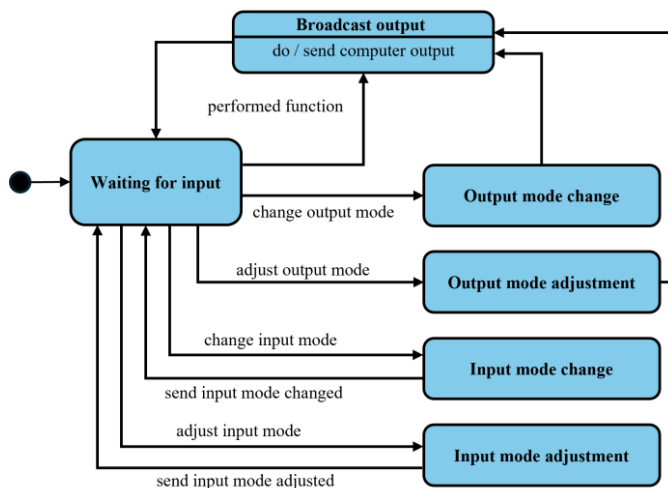 Broadcast output
do / send computer output
performed function
Waiting for input
Output mode change
change output mode
adjust output mode
Output mode adjustment
change input mode
Input mode change
send input mode changed
adjust input mode
Input mode adjustment
send input mode adjusted